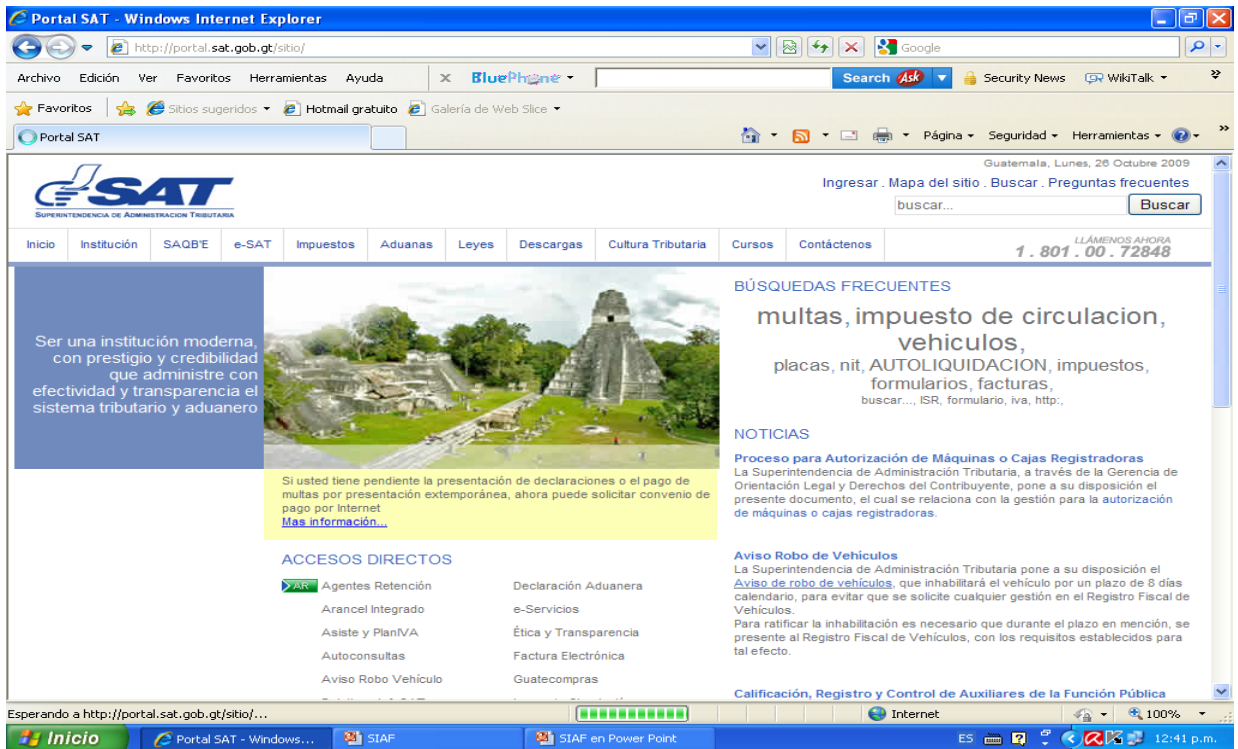 Portal SAT - Windows Internet Explorer
http://portal.sat.gob.gt/sitio/
Google
Archivo Edición Ver Favoritos Herramientas Ayuda
BluePhone
Search Ask
Security News WikiTalk
Favoritos Sitios sugeridos Hotmail gratuito Galería de Web Slice
Portal SAT
Página Seguridad Herramientas
Guatemala, Lunes, 26 Octubre 2009
SAT
SUPERINTENDENCIA DE ADMINISTRACION TRIBUTARIA
Ingresar . Mapa del sitio . Buscar . Preguntas frecuentes
buscar... Buscar
Inicio Institución SAQB'E e-SAT Impuestos Aduanas Leyes Descargas Cultura Tributaria Cursos Contáctenos
LLÁMENOS AHORA
1 . 801 . 00 . 72848
Ser una institución moderna,
con prestigio y credibilidad
que administre con
efectividad y transparencia el
sistema tributario y aduanero
Si usted tiene pendiente la presentación de declaraciones o el pago de
multas por presentación extemporánea, ahora puede solicitar convenio de
pago por Internet
Mas información...
ACCESOS DIRECTOS
AR Agentes Retención
Arancel Integrado
Asiste y PlanIVA
Autoconsultas
Aviso Robo Vehículo
Declaración Aduanera
e-Servicios
Ética y Transparencia
Factura Electrónica
Guatecompras
BÚSQUEDAS FRECUENTES
multas, impuesto de circulacion,
vehiculos,
placas, nit, AUTOLIQUIDACION, impuestos,
formularios, facturas,
buscar..., ISR, formulario, iva, http:,
NOTICIAS
Proceso para Autorización de Máquinas o Cajas Registradoras
La Superintendencia de Administración Tributaria, a través de la Gerencia de
Orientación Legal y Derechos del Contribuyente, pone a su disposición el
presente documento, el cual se relaciona con la gestión para la autorización
de máquinas o cajas registradoras.
Aviso Robo de Vehículos
La Superintendencia de Administración Tributaria pone a su disposición el
Aviso de robo de vehículos, que inhabilitará el vehículo por un plazo de 8 días
calendario, para evitar que se solicite cualquier gestión en el Registro Fiscal de
Vehículos.
Para ratificar la inhabilitación es necesario que durante el plazo en mención, se
presente al Registro Fiscal de Vehículos, con los requisitos establecidos para
tal efecto.
Calificación, Registro y Control de Auxiliares de la Función Pública
Esperando a http://portal.sat.gob.gt/sitio/...
Internet
100%
Inicio
Portal SAT - Windows...
SIAF
SIAF en Power Point
ES
12:41 p.m.